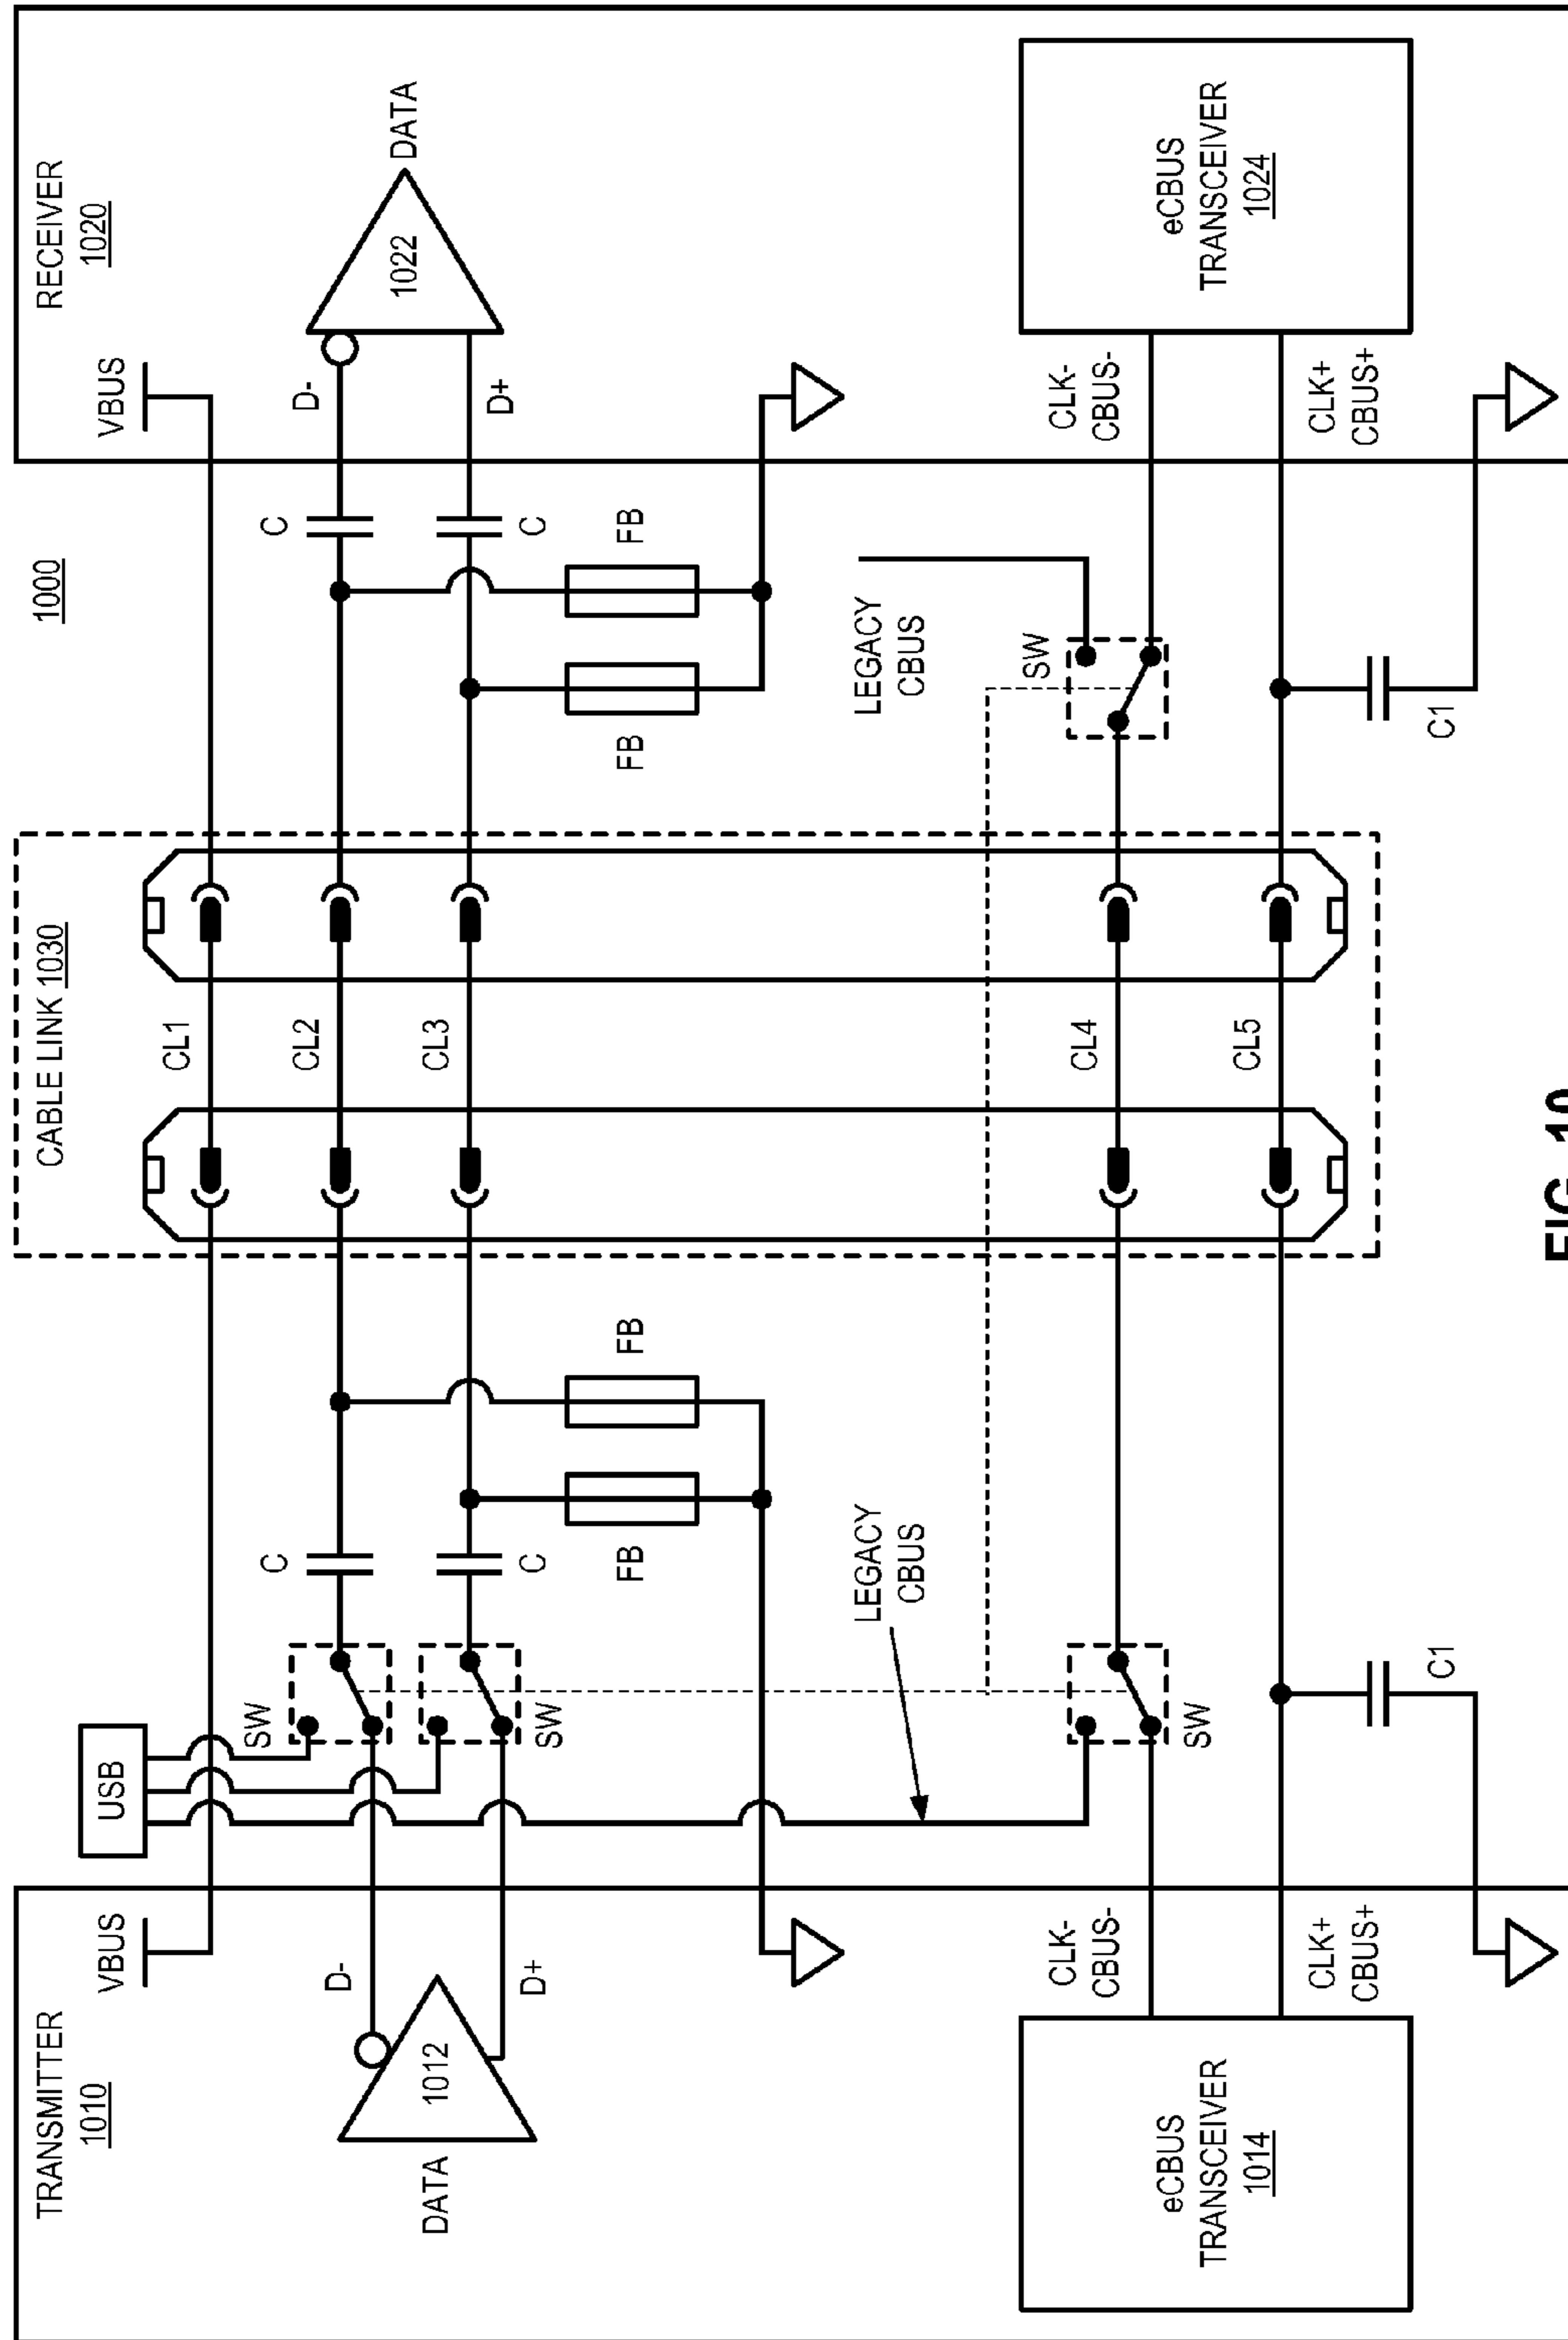 TRANSMITTER
1010
VBUS
USB
CABLE LINK 1030
1000
RECEIVER
1020
VBUS
DATA
1012
D-
D+
SW
SW
C
C
FB
FB
CL1
CL2
CL3
C
C
FB
FB
D-
D+
1022
DATA
LEGACY
CBUS
LEGACY
CBUS
eCBUS
TRANSCEIVER
1014
CLK-
CBUS-
CLK+
CBUS+
SW
C1
CL4
CL5
SW
C1
CLK-
CBUS-
CLK+
CBUS+
eCBUS
TRANSCEIVER
1024
FIG. 10